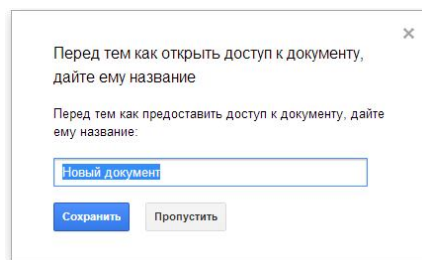 Перед тем как открыть доступ к документу,
дайте ему название
Перед тем как предоставить доступ к документу, дайте
ему название:
Новый документ
Сохранить
Пропустить